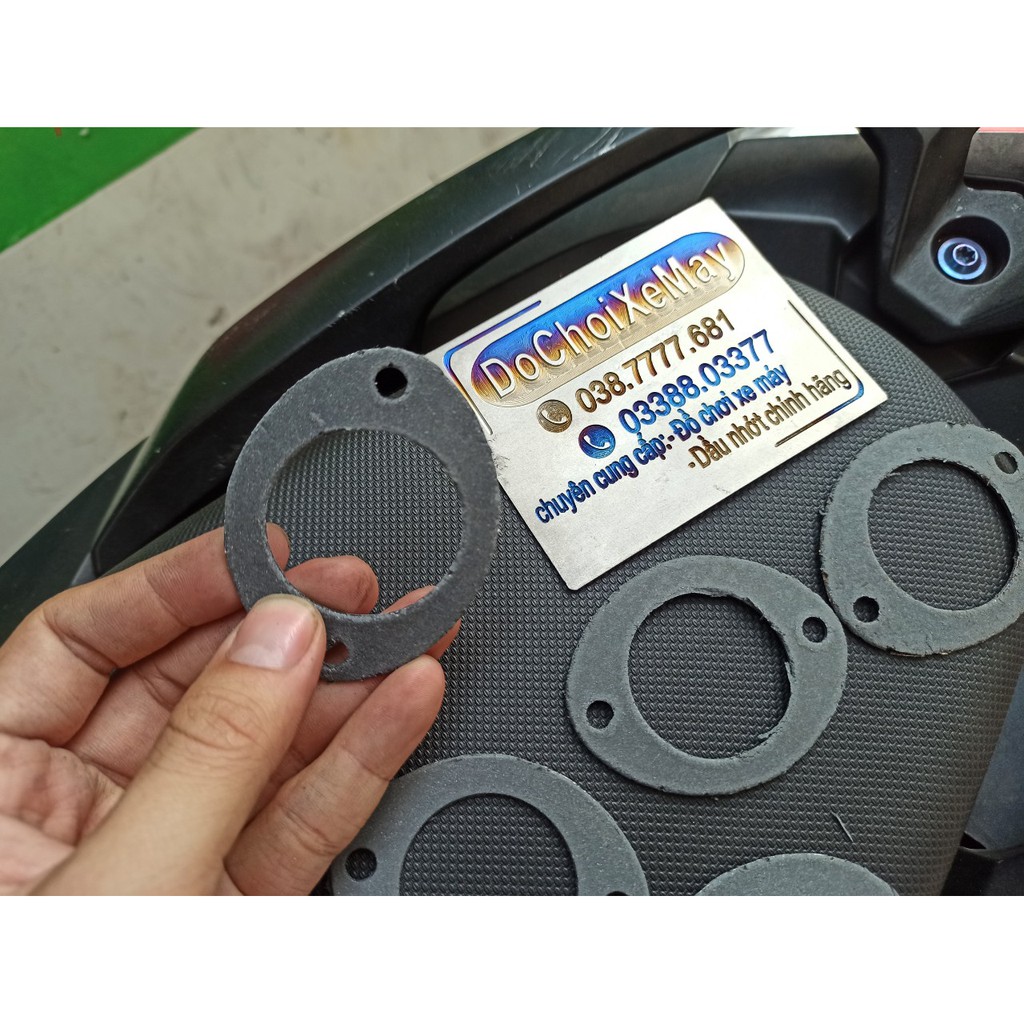 DoChoiXeMay
038.7777.681
03388.03377
chuyên cung cấp:- Đồ chơi xe máy
- Dầu nhớt chính hãng